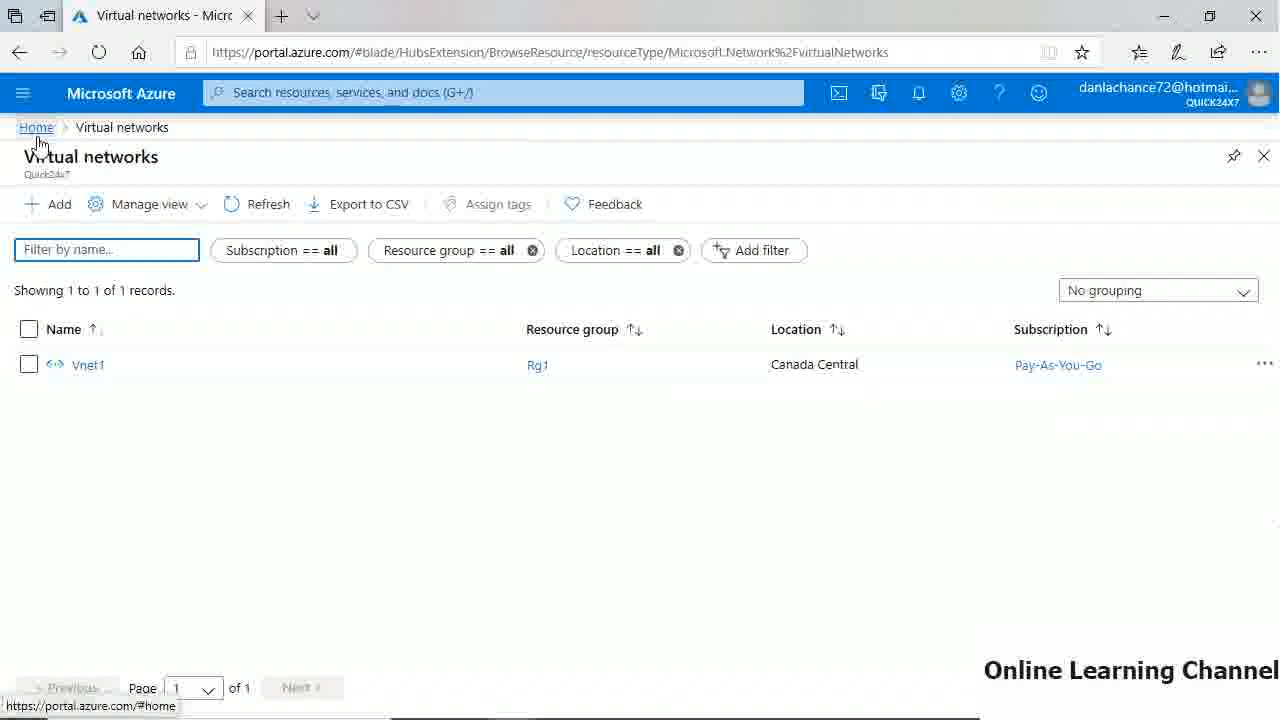 Virtual networks - Micrc
https://portal.azure.com/#blade/HubsExtension/BrowseResource/resourceType/Microsoft.Network%2FvirtualNetworks
Microsoft Azure
Search resources, services, and docs (G+/)
danlachance72@hotmai...
QUICK24X7
Home > Virtual networks
Virtual networks
Quick24x7
Add
Manage view
Refresh
Export to CSV
Assign tags
Feedback
Filter by name...
Subscription == all
Resource group == all
Location == all
Add filter
Showing 1 to 1 of 1 records.
No grouping
Name
Resource group
Location
Subscription
Vnet1
Rg1
Canada Central
Pay-As-You-Go
Online Learning Channel
< Previous
Page
1
of 1
Next >
https://portal.azure.com/#home